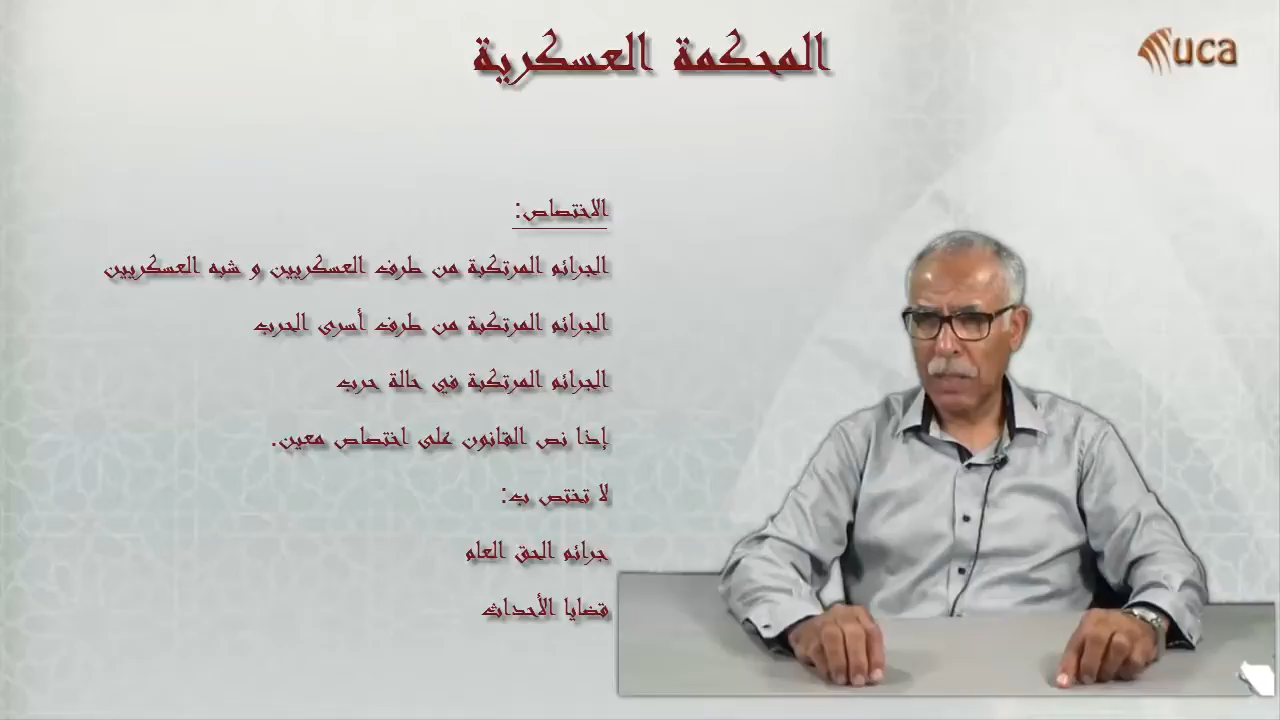 المحكمة العسكرية
uca
الاختصاص:
الجرائم المرتكبة من طرف العسكريين و شبه العسكريين
الجرائم المرتكبة من طرف أسرى الحرب
الجرائم المرتكبة في حالة حرب
إذا نص القانون على اختصاص معين.
لا تختص ب:
جرائم الحق العام
قضايا الأحداث